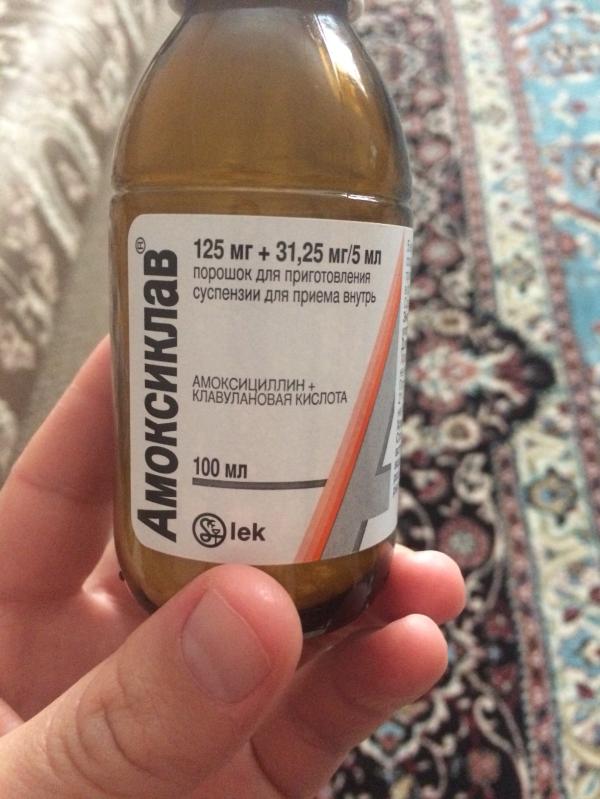 Амоксиклав®
125 мг + 31,25 мг/5 мл
порошок для приготовления
суспензии для приема внутрь
АМОКСИЦИЛЛИН +
КЛАВУЛАНОВАЯ КИСЛОТА
100 мл
lek